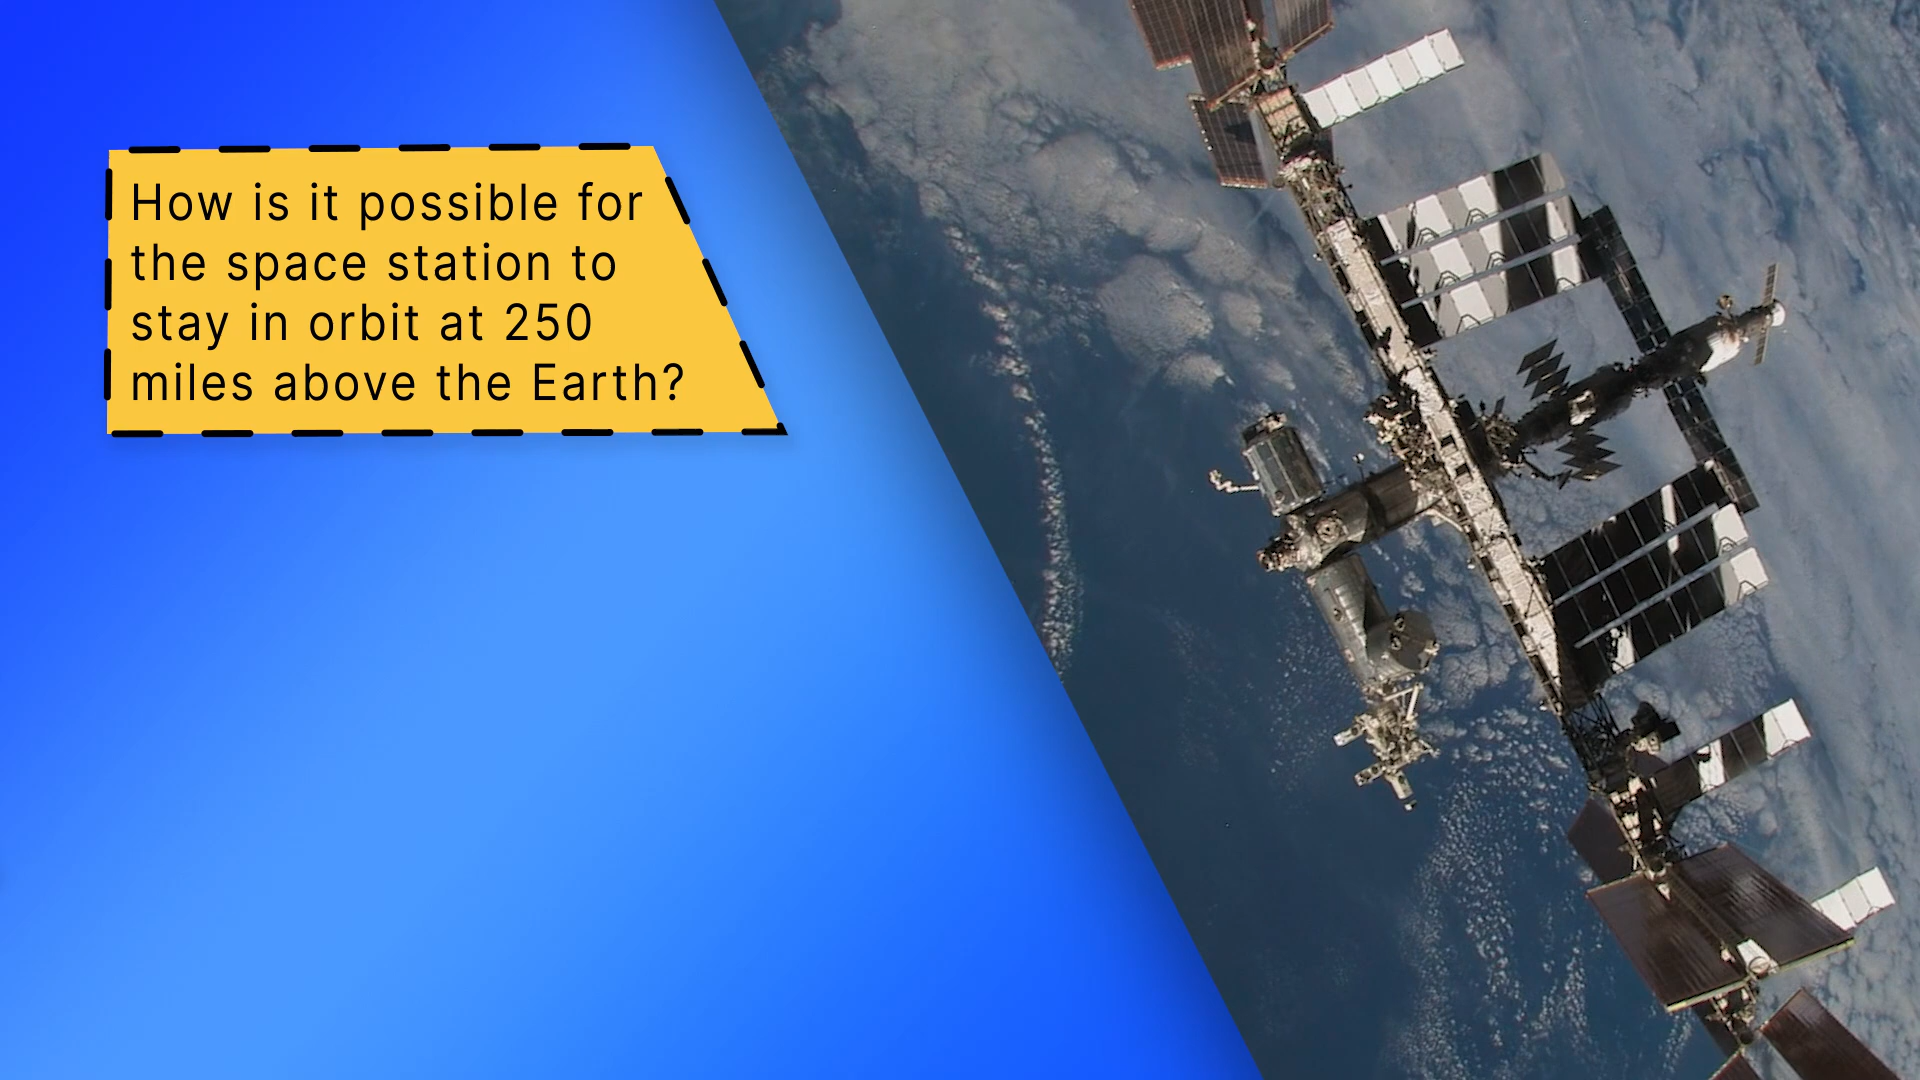 How is it possible for
the space station to
stay in orbit at 250
miles above the Earth?